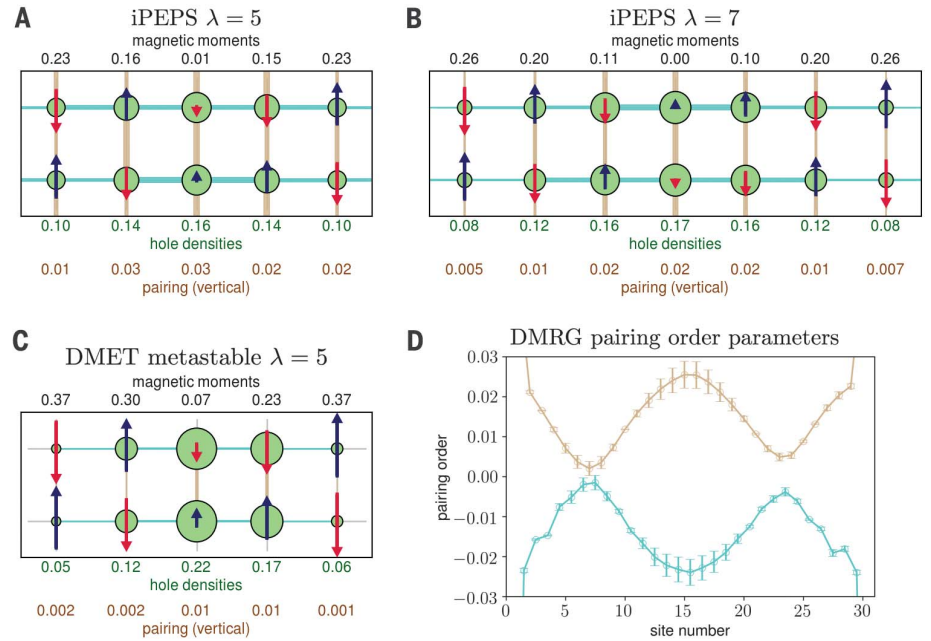 A
iPEPS λ = 5
magnetic moments
0.23 0.16 0.01 0.15 0.23
0.10 0.14 0.16 0.14 0.10
hole densities
0.01 0.03 0.03 0.02 0.02
pairing (vertical)
B
iPEPS λ = 7
magnetic moments
0.26 0.20 0.11 0.00 0.10 0.20 0.26
0.08 0.12 0.16 0.17 0.16 0.12 0.08
hole densities
0.005 0.01 0.02 0.02 0.02 0.01 0.007
pairing (vertical)
C
DMET metastable λ = 5
magnetic moments
0.37 0.30 0.07 0.23 0.37
0.05 0.12 0.22 0.17 0.06
hole densities
0.002 0.002 0.01 0.01 0.001
pairing (vertical)
D
DMRG pairing order parameters
pairing order
0.03
0.02
0.01
0.00
−0.01
−0.02
−0.03
0 5 10 15 20 25 30
site number